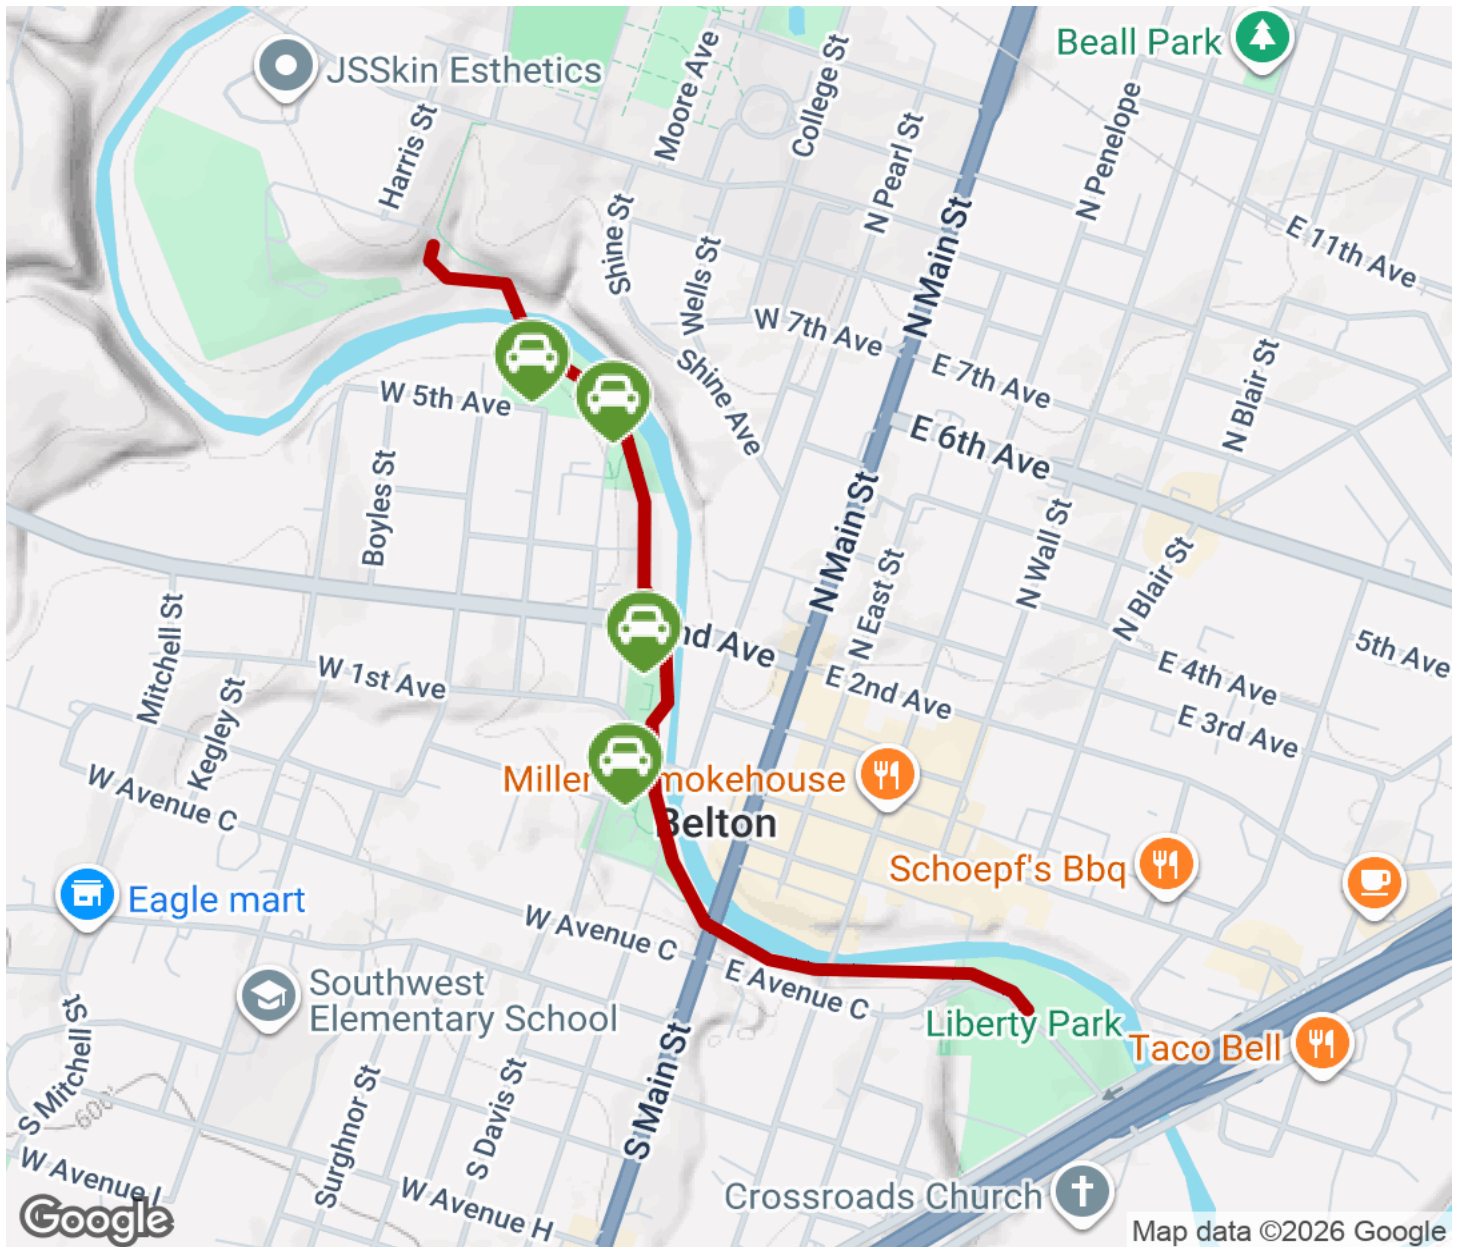 Beall Park
JSSkin Esthetics
Moore Ave
College St
N Pearl St
N Penelope
Harris St
Shine St
Wells St
N Main St
E 11th Ave
W 7th Ave
E 7th Ave
Shine Ave
N Blair St
W 5th Ave
E 6th Ave
Boyles St
N Main St
N East St
N Wall St
N Blair St
nd Ave
5th Ave
Mitchell St
W 1st Ave
Kegley St
E 2nd Ave
E 4th Ave
E 3rd Ave
W Avenue C
Miller mokehouse
Belton
Schoepf's Bbq
Eagle mart
W Avenue C
E Avenue C
Southwest
Elementary School
Liberty Park
Taco Bell
S Mitchell St
600'
Surghnor St
S Davis St
S Main St
W Avenue I
W Avenue H
Crossroads Church
Google
Map data ©2026 Google